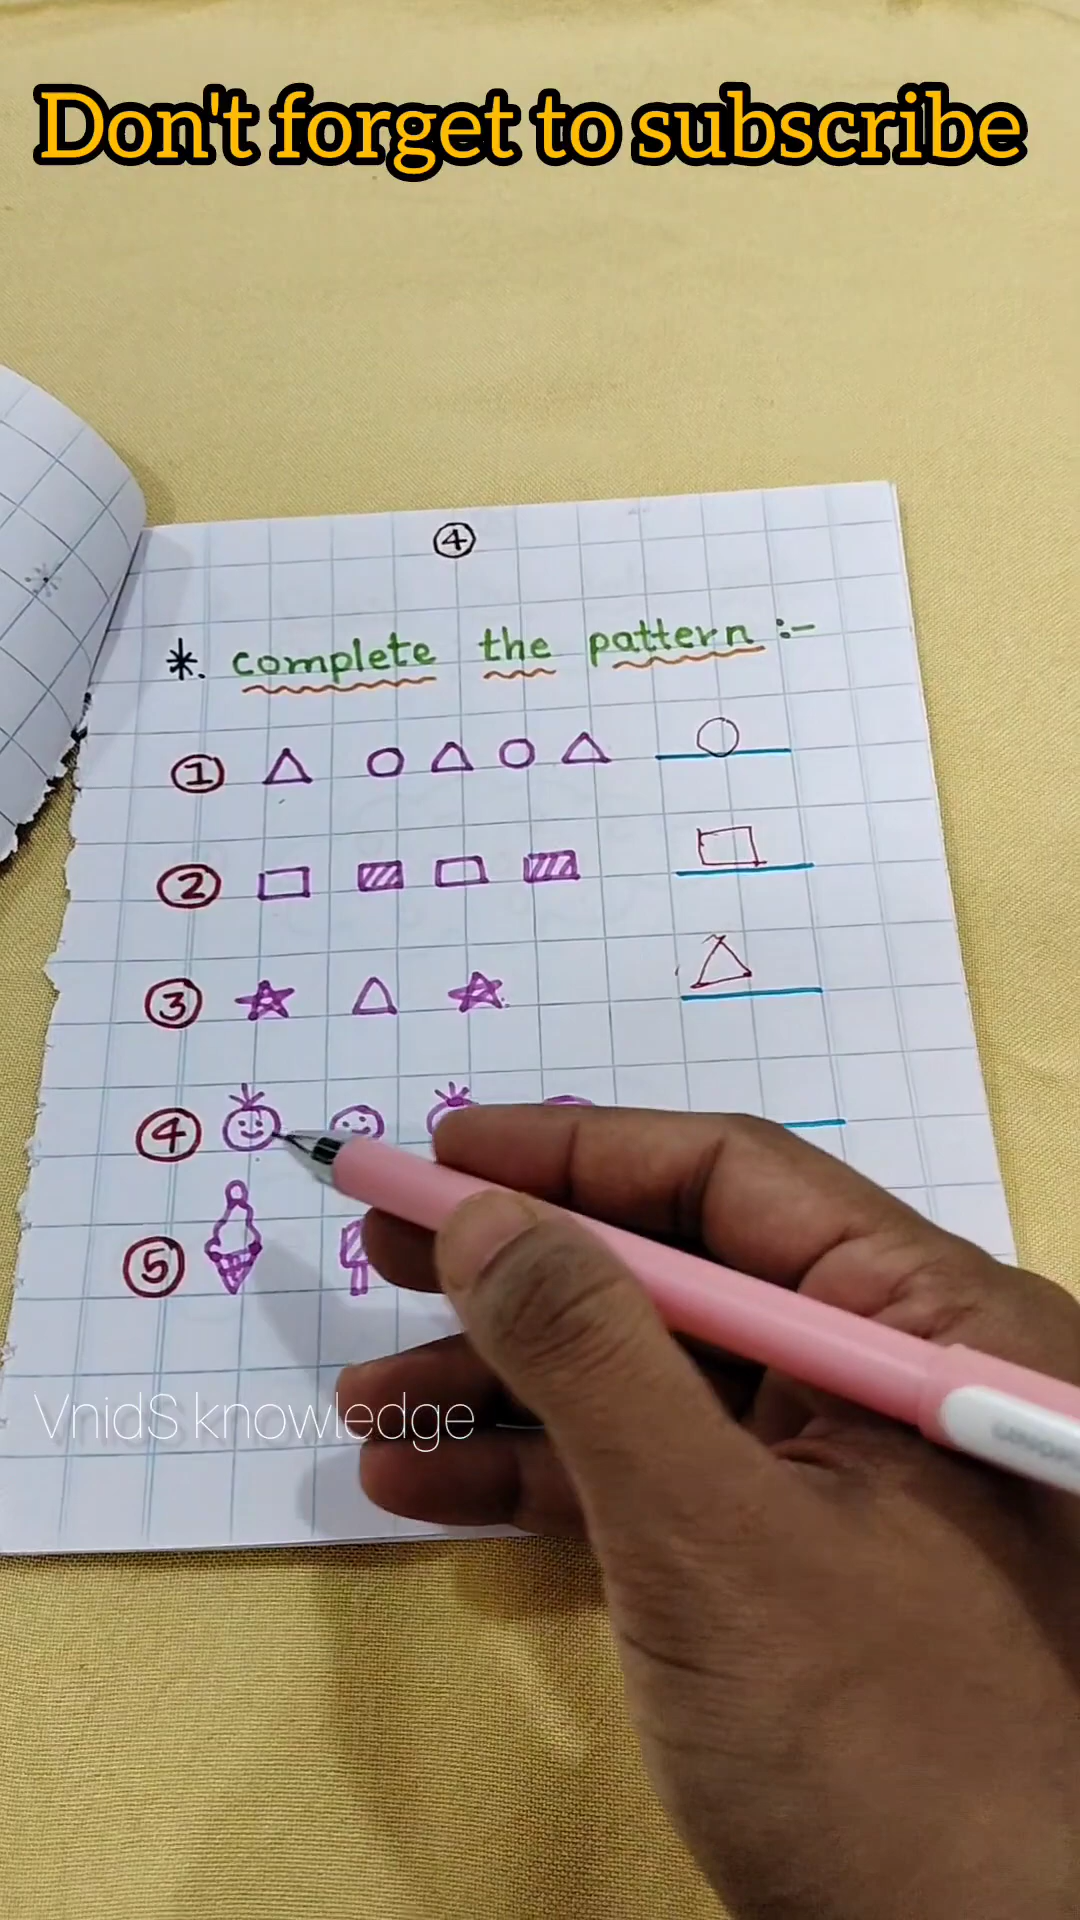 Don't forget to subscribe
4
*. complete the pattern :-
1
2
3
4
5
VnidS knowledge